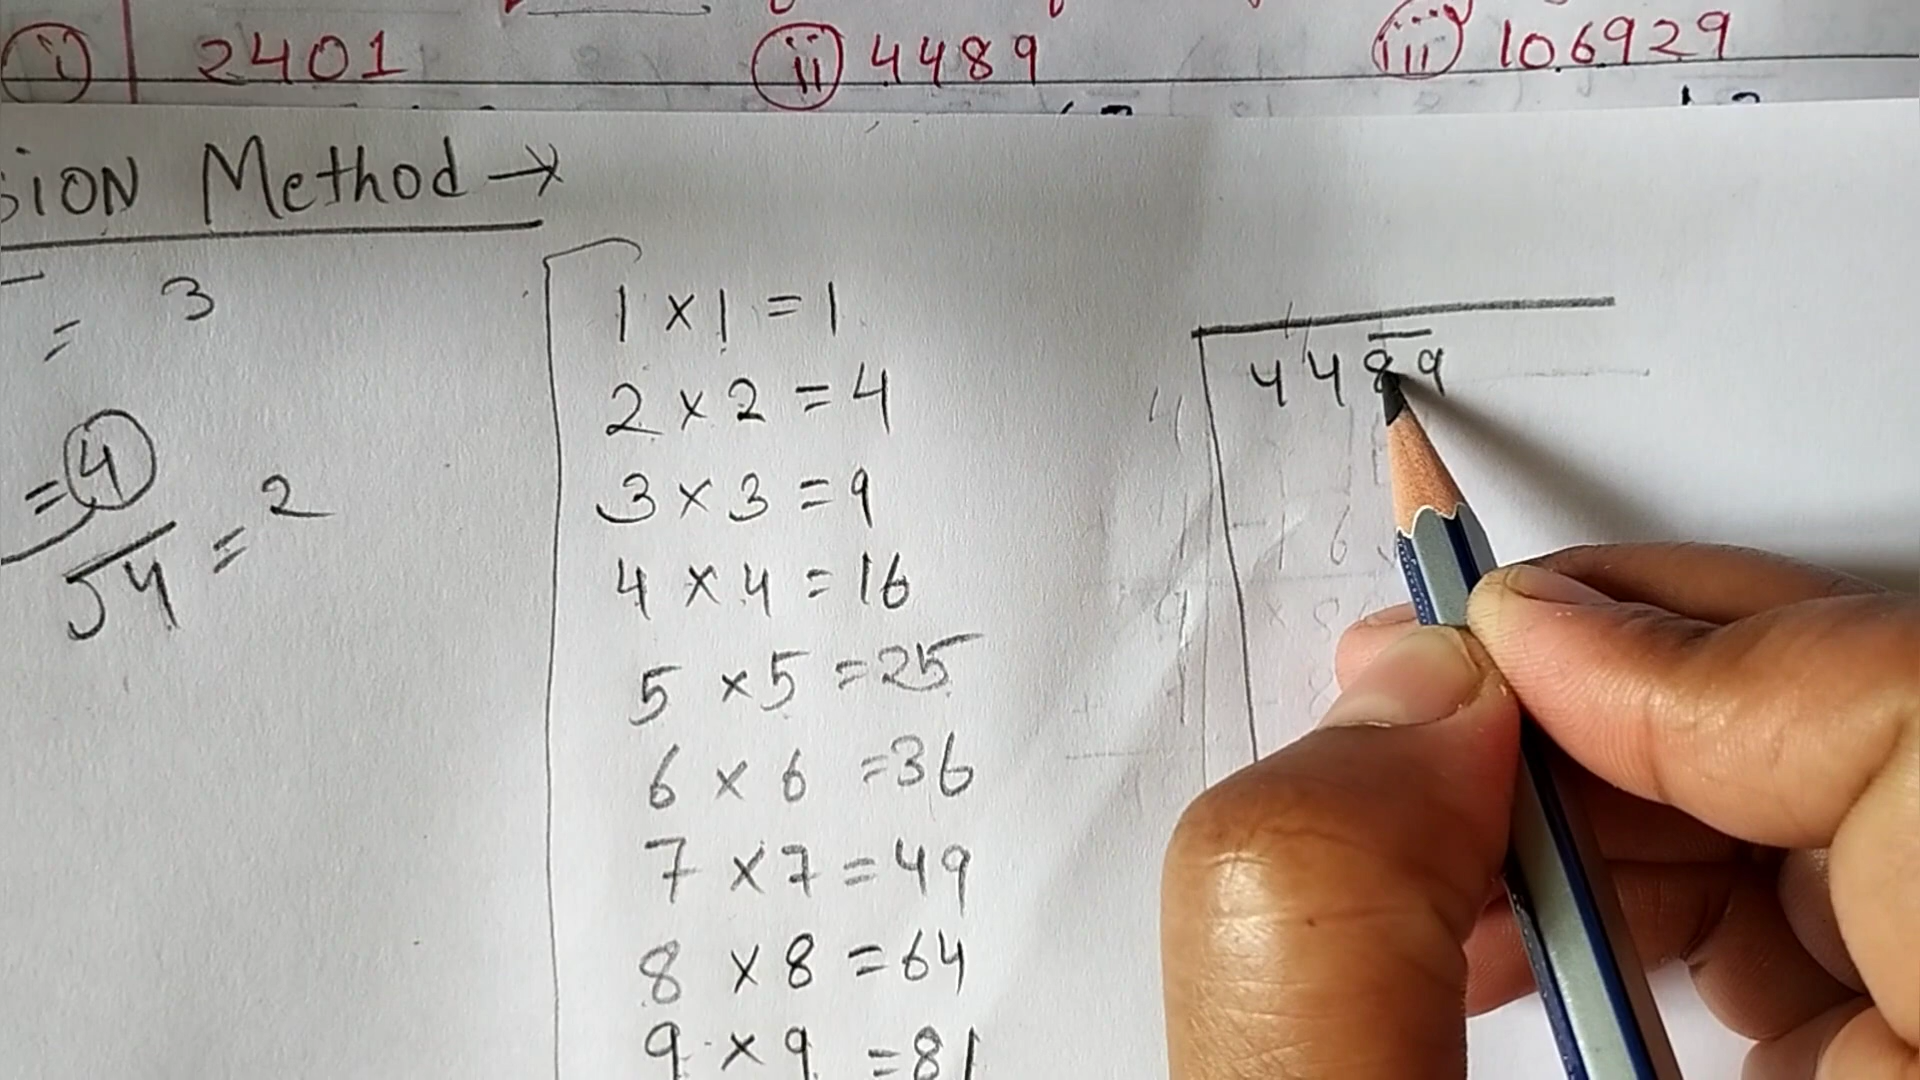 (i) 2401 (ii) 4489 (iii) 106929
sion Method →
= 3
= 4
√4 = 2
1 × 1 = 1
2 × 2 = 4
3 × 3 = 9
4 × 4 = 16
5 × 5 = 25
6 × 6 = 36
7 × 7 = 49
8 × 8 = 64
9 × 9 = 81
4489